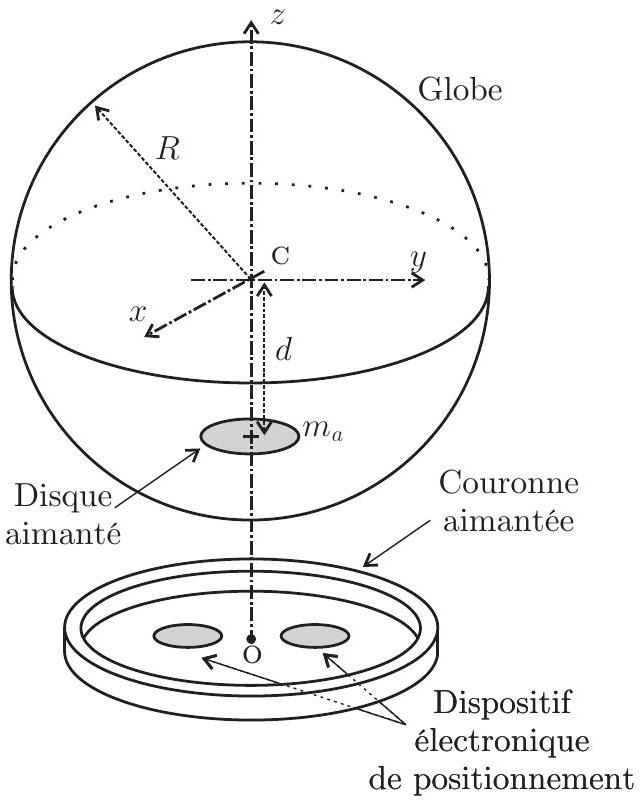 z
Globe
R
C
y
x
d
m_a
Disque
aimanté
Couronne
aimantée
O
Dispositif
électronique
de positionnement